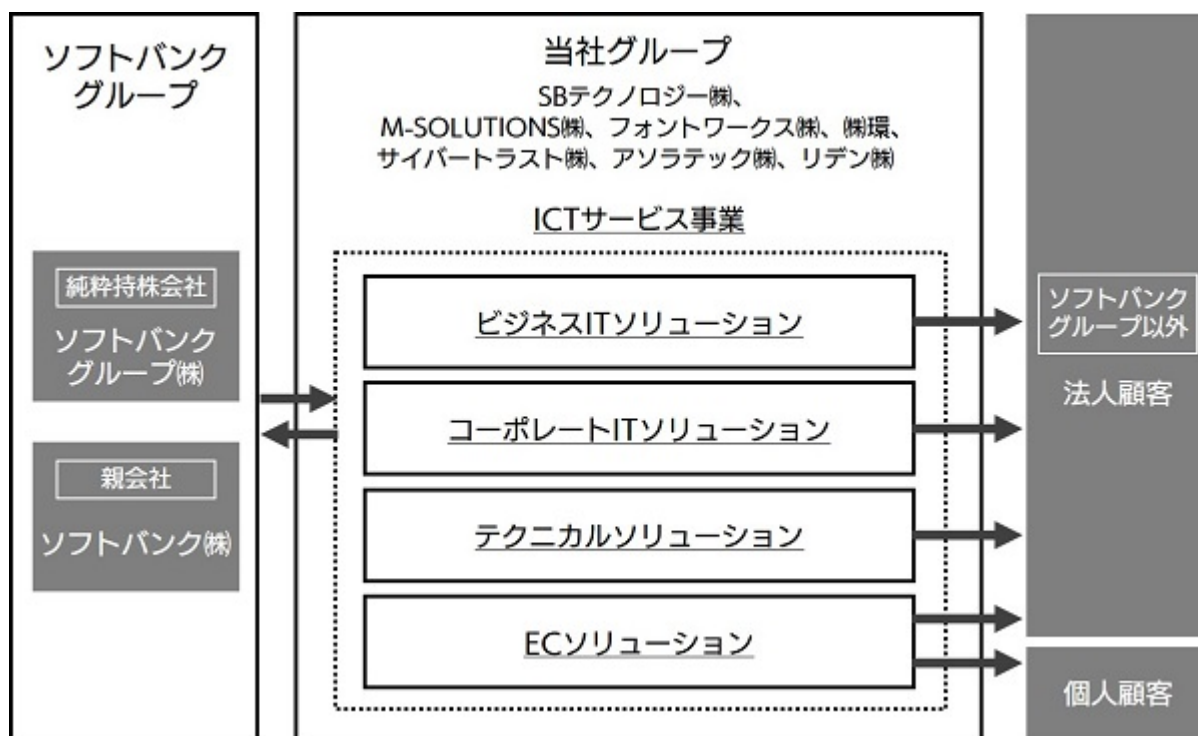 ソフトバンク
グループ
純粋持株会社
ソフトバンク
グループ㈱
親会社
ソフトバンク㈱
当社グループ
SBテクノロジー㈱、
M-SOLUTIONS㈱、フォントワークス㈱、㈱環、
サイバートラスト㈱、アソラテック㈱、リデン㈱
ICTサービス事業
ビジネスITソリューション
コーポレートITソリューション
テクニカルソリューション
ECソリューション
ソフトバンク
グループ以外
法人顧客
個人顧客